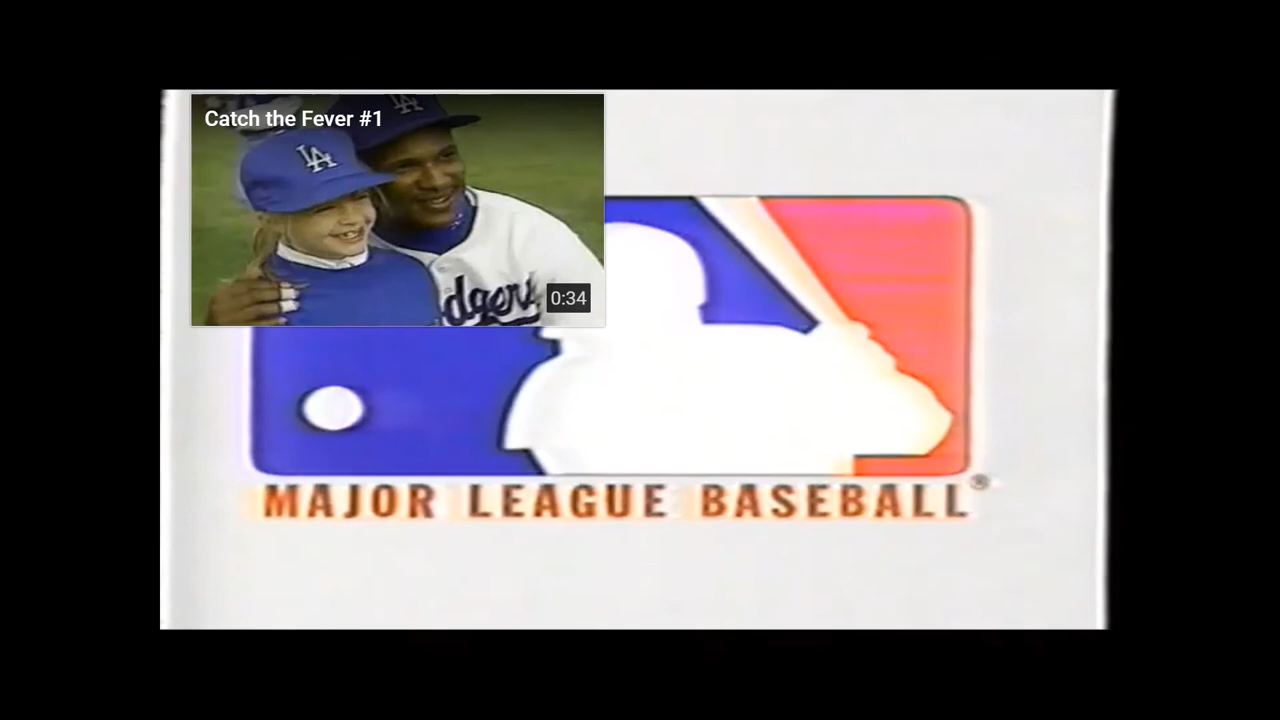 Catch the Fever #1
LA
LA
dgers
0:34
MAJOR LEAGUE BASEBALL®